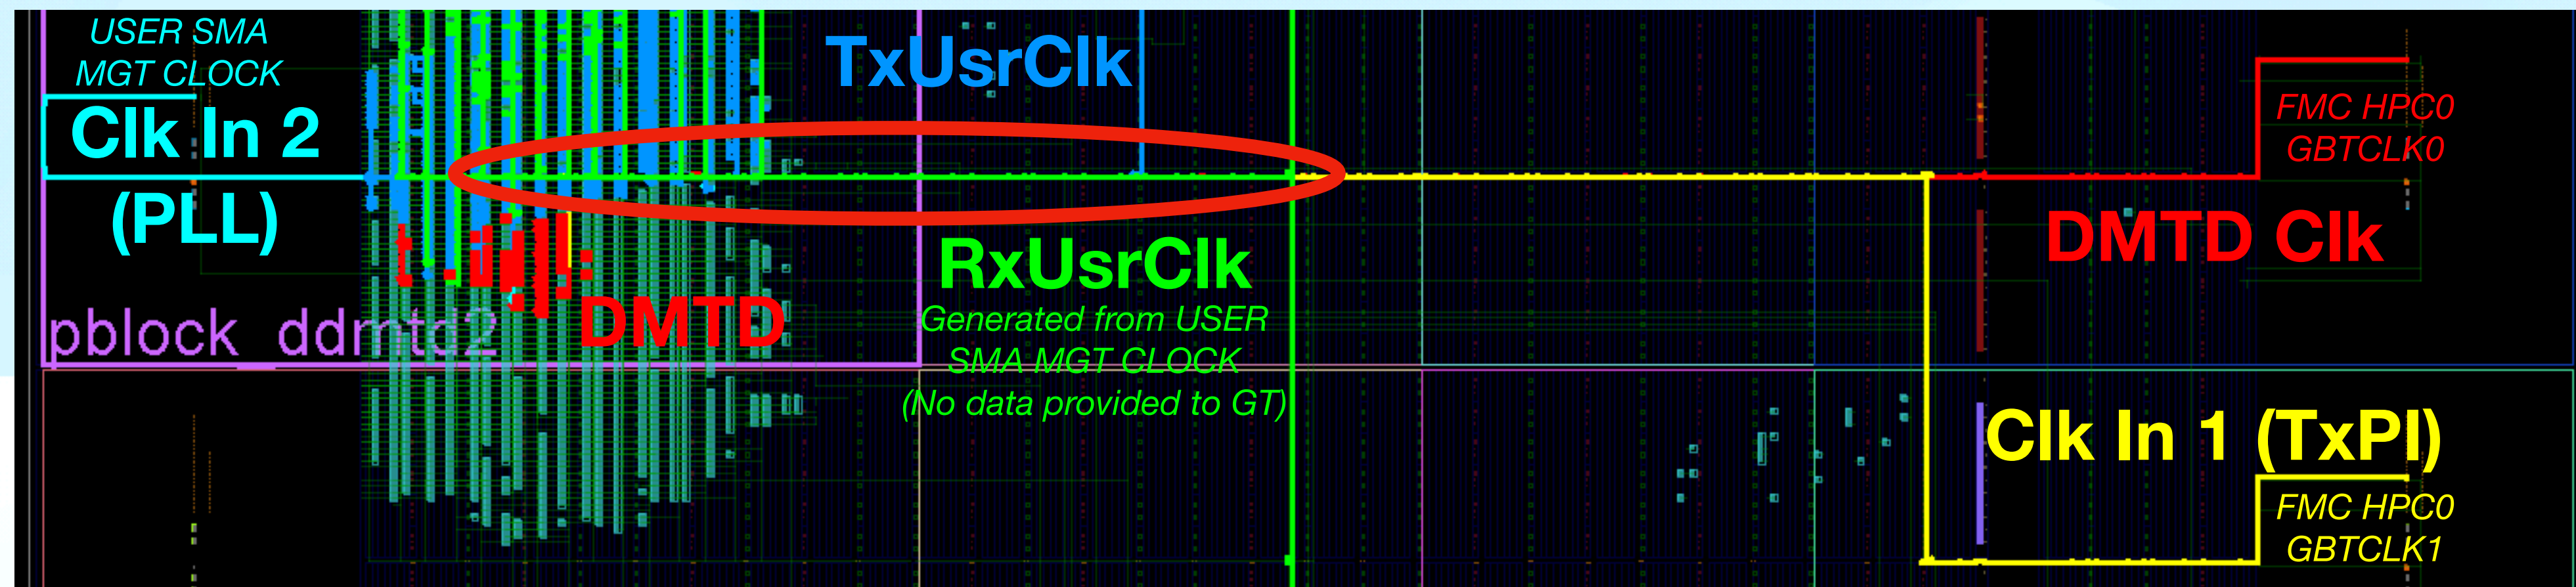 USER SMA
MGT CLOCK
Clk In 2
(PLL)
TxUsrClk
FMC HPC0
GBTCLK0
DMTD Clk
RxUsrClk
Generated from USER
SMA MGT CLOCK
(No data provided to GT)
DMTD
pblock_ddmtd2
Clk In 1 (TxPI)
FMC HPC0
GBTCLK1